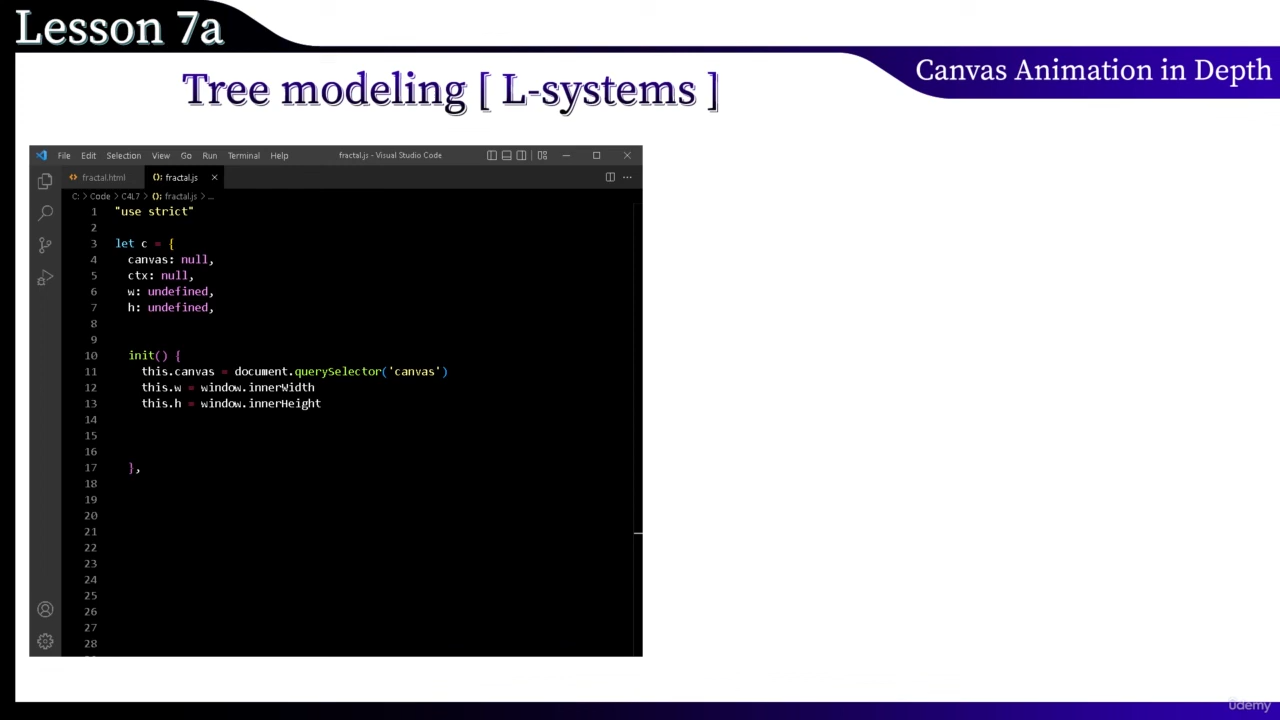 Lesson 7a
Canvas Animation in Depth
Tree modeling [ L-systems ]
File Edit Selection View Go Run Terminal Help fractal.js - Visual Studio Code
fractal.html fractal.js
C: > Code > C4L7 > fractal.js > ...
1 "use strict"
2
3 let c = {
4 canvas: null,
5 ctx: null,
6 w: undefined,
7 h: undefined,
8
9
10 init() {
11 this.canvas = document.querySelector('canvas')
12 this.w = window.innerWidth
13 this.h = window.innerHeight
14
15
16
17 },
18
19
20
21
22
23
24
25
26
27
28
udemy